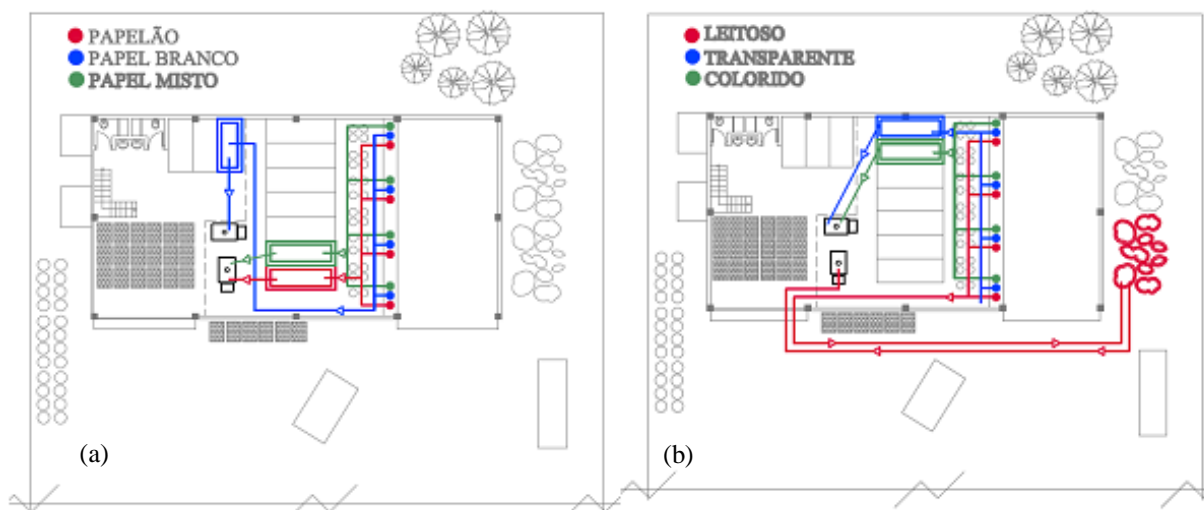 PAPELÃO
PAPEL BRANCO
PAPEL MISTO
(a)
LEITOSO
TRANSPARENTE
COLORIDO
(b)